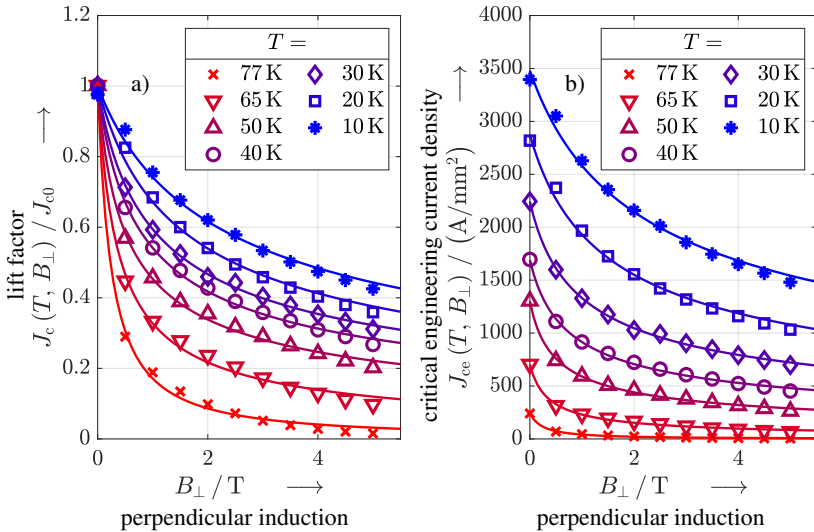 lift factor
J_c (T, B_⊥) / J_c0 ⟶
1.2
1
0.8
0.6
0.4
0.2
0
a)
T =
77 K 30 K
65 K 20 K
50 K 10 K
40 K
0 2 4
B_⊥ / T ⟶
perpendicular induction
critical engineering current density
J_ce (T, B_⊥) / (A/mm²) ⟶
4000
3500
3000
2500
2000
1500
1000
500
0
b)
T =
77 K 30 K
65 K 20 K
50 K 10 K
40 K
0 1 2 3 4 5
B_⊥ / T ⟶
perpendicular induction